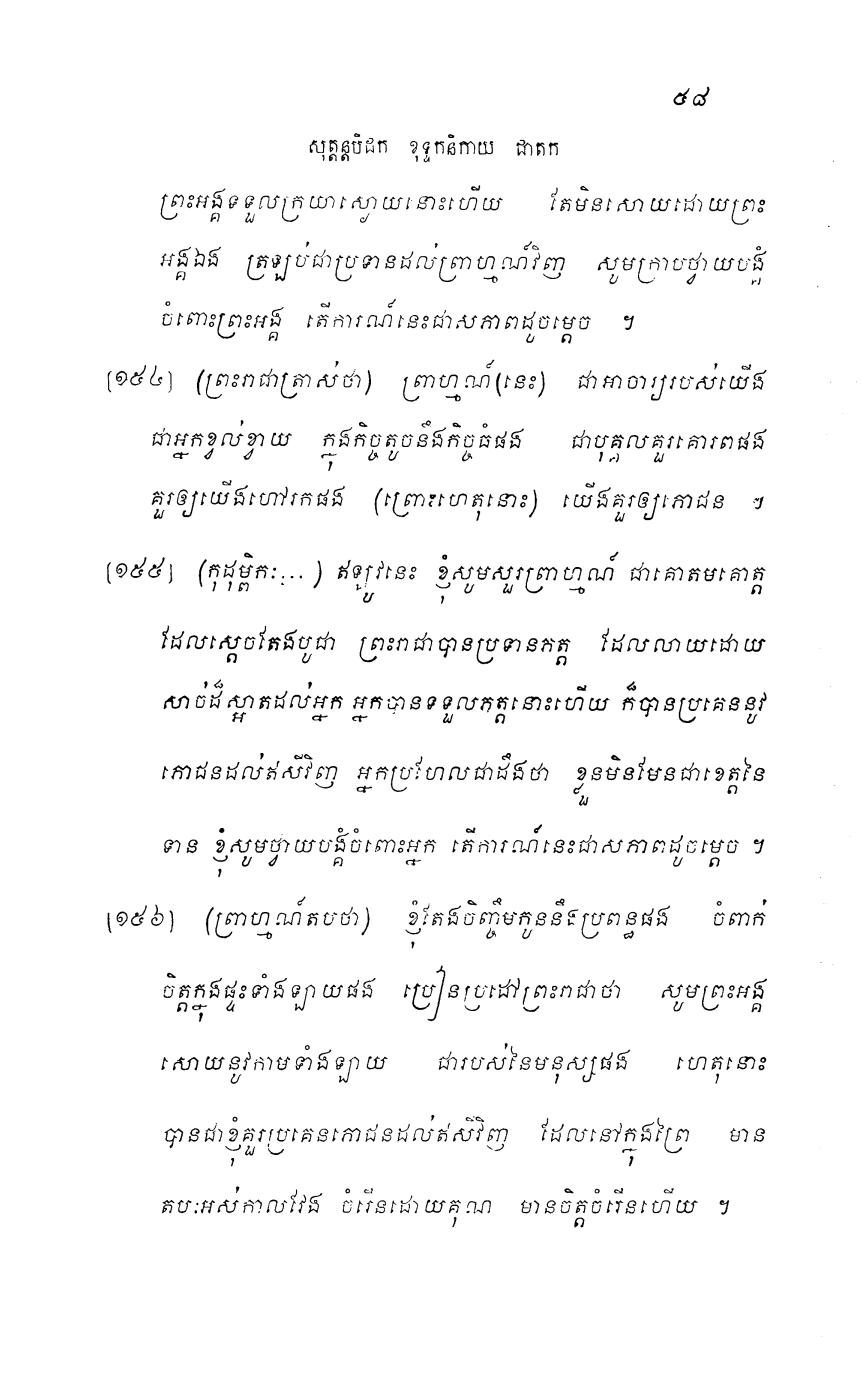 ៥៨
សុត្តន្តបិដក ខុទ្ទកនិកាយ ជាតក
ព្រះអង្គទទួលក្រយាស្ងោយនោះហើយ តែមិនសោយដោយព្រះ
អង្គឯង ត្រឡប់ជាប្រទានដល់ព្រាហ្មណ៍វិញ សូមក្រាបថ្វាយបង្គំ
ចំពោះព្រះអង្គ តើការណ៍នេះជាសភាពដូចម្តេច ។
[១៥៤] (ព្រះរាជាត្រាស់ថា) ព្រាហ្មណ៍(នេះ) ជាអាចារ្យរបស់យើង
ជាអ្នកខ្វល់ខ្វាយ ក្នុងកិច្ចតូចនឹងកិច្ចធំផង ជាបុគ្គលគួរគោរពផង
គួរឲ្យយើងហៅរកផង (ព្រោះហេតុនោះ) យើងគួរឲ្យភោជន ។
[១៥៥] (កុដុម្ពិកៈ...) ឥឡូវនេះ ខ្ញុំសូមសួរព្រាហ្មណ៍ ជាគោតមគោត្ត
ដែលស្តេចតែងបូជា ព្រះរាជាបានប្រទានភត្ត ដែលលាយដោយ
សាច់ដ៏ស្អាតដល់អ្នក អ្នកបានទទួលភត្តនោះហើយ ក៏បានប្រគេននូវ
ភោជនដល់ឥសីវិញ អ្នកប្រហែលជាដឹងថា ខ្លួនមិនមែនជាខេត្តនៃ
ទាន ខ្ញុំសូមថ្វាយបង្គំចំពោះអ្នក តើការណ៍នេះជាសភាពដូចម្តេច ។
[១៥៦] (ព្រាហ្មណ៍តបថា) ខ្ញុំតែងចិញ្ចឹមកូននឹងប្រពន្ធផង ចំពាក់
ចិត្តក្នុងផ្ទះទាំងឡាយផង ប្រៀនប្រដៅព្រះរាជាថា សូមព្រះអង្គ
សោយនូវកាមទាំងឡាយ ជារបស់នៃមនុស្សផង ហេតុនោះ
បានជាខ្ញុំគួរប្រគេនភោជនដល់ឥសីវិញ ដែលនៅក្នុងព្រៃ មាន
តបៈអស់កាលវែង ចំរើនដោយគុណ មានចិត្តចំរើនហើយ ។